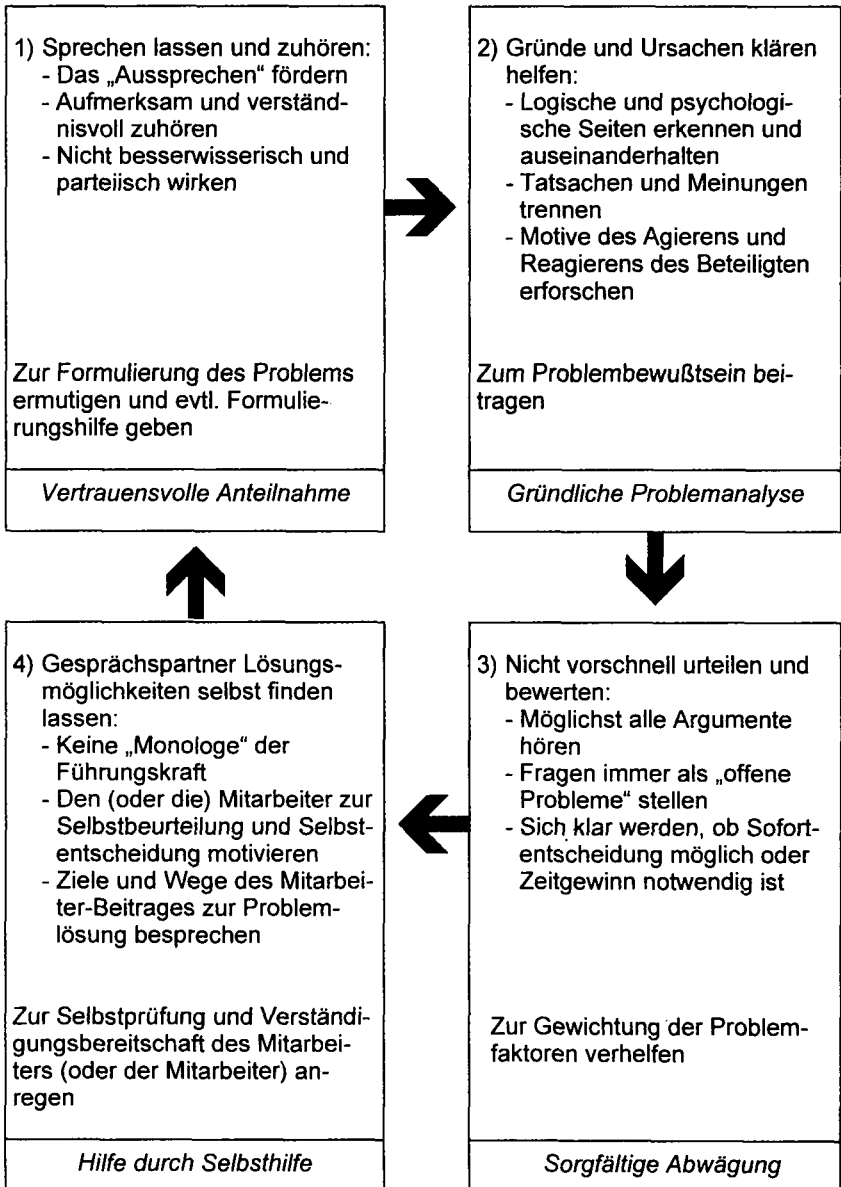 1) Sprechen lassen und zuhören:
- Das „Aussprechen“ fördern
- Aufmerksam und verständ-
nisvoll zuhören
- Nicht besserwisserisch und
parteiisch wirken
Zur Formulierung des Problems
ermutigen und evtl. Formulie-
rungshilfe geben
Vertrauensvolle Anteilnahme
2) Gründe und Ursachen klären
helfen:
- Logische und psychologi-
sche Seiten erkennen und
auseinanderhalten
- Tatsachen und Meinungen
trennen
- Motive des Agierens und
Reagierens des Beteiligten
erforschen
Zum Problembewußtsein bei-
tragen
Gründliche Problemanalyse
3) Nicht vorschnell urteilen und
bewerten:
- Möglichst alle Argumente
hören
- Fragen immer als „offene
Probleme“ stellen
- Sich klar werden, ob Sofort-
entscheidung möglich oder
Zeitgewinn notwendig ist
Zur Gewichtung der Problem-
faktoren verhelfen
Sorgfältige Abwägung
4) Gesprächspartner Lösungs-
möglichkeiten selbst finden
lassen:
- Keine „Monologe“ der
Führungskraft
- Den (oder die) Mitarbeiter zur
Selbstbeurteilung und Selbst-
entscheidung motivieren
- Ziele und Wege des Mitarbei-
ter-Beitrages zur Problem-
lösung besprechen
Zur Selbstprüfung und Verständi-
gungsbereitschaft des Mitarbei-
ters (oder der Mitarbeiter) an-
regen
Hilfe durch Selbsthilfe